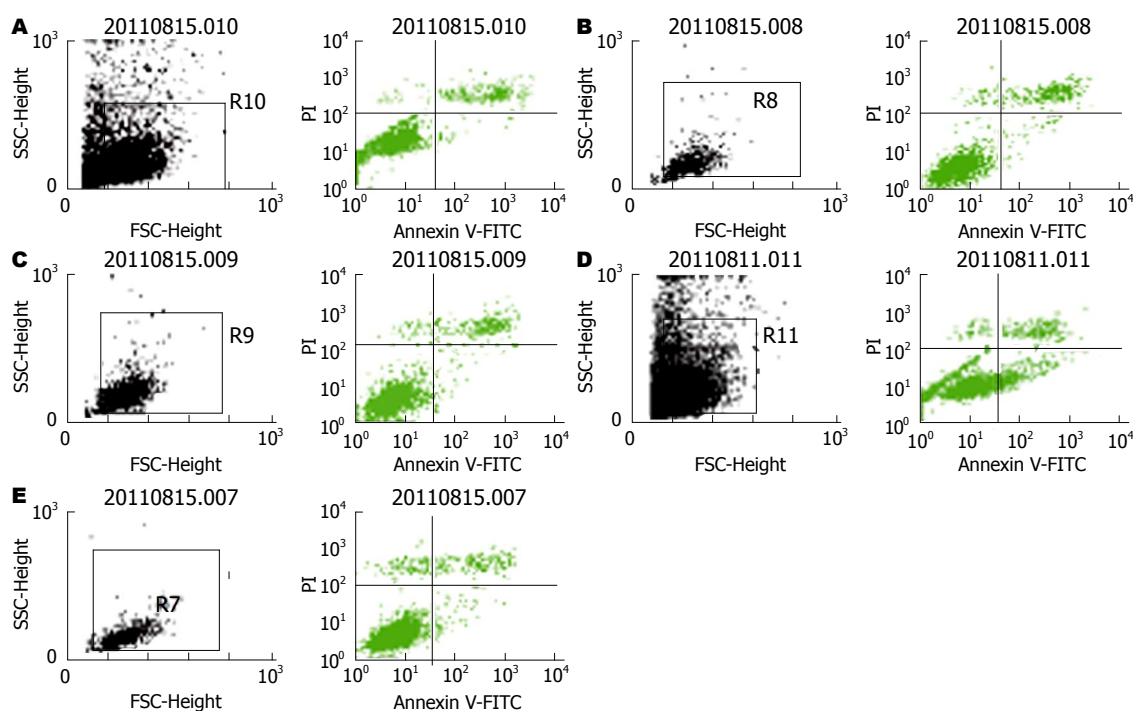 A
20110815.010
10³
SSC-Height
R10
0
0
10³
FSC-Height
20110815.010
10⁴
10³
PI
10²
10¹
10⁰
10⁰ 10¹ 10² 10³ 10⁴
Annexin V-FITC
B
20110815.008
10³
SSC-Height
R8
0
0
10³
FSC-Height
20110815.008
10⁴
10³
PI
10²
10¹
10⁰
10⁰ 10¹ 10² 10³ 10⁴
Annexin V-FITC
C
20110815.009
10³
SSC-Height
R9
0
0
10³
FSC-Height
20110815.009
10⁴
10³
PI
10²
10¹
10⁰
10⁰ 10¹ 10² 10³ 10⁴
Annexin V-FITC
D
20110811.011
10³
SSC-Height
R11
0
0
10³
FSC-Height
20110811.011
10⁴
10³
PI
10²
10¹
10⁰
10⁰ 10¹ 10² 10³ 10⁴
Annexin V-FITC
E
20110815.007
10³
SSC-Height
R7
0
0
10³
FSC-Height
20110815.007
10⁴
10³
PI
10²
10¹
10⁰
10⁰ 10¹ 10² 10³ 10⁴
Annexin V-FITC